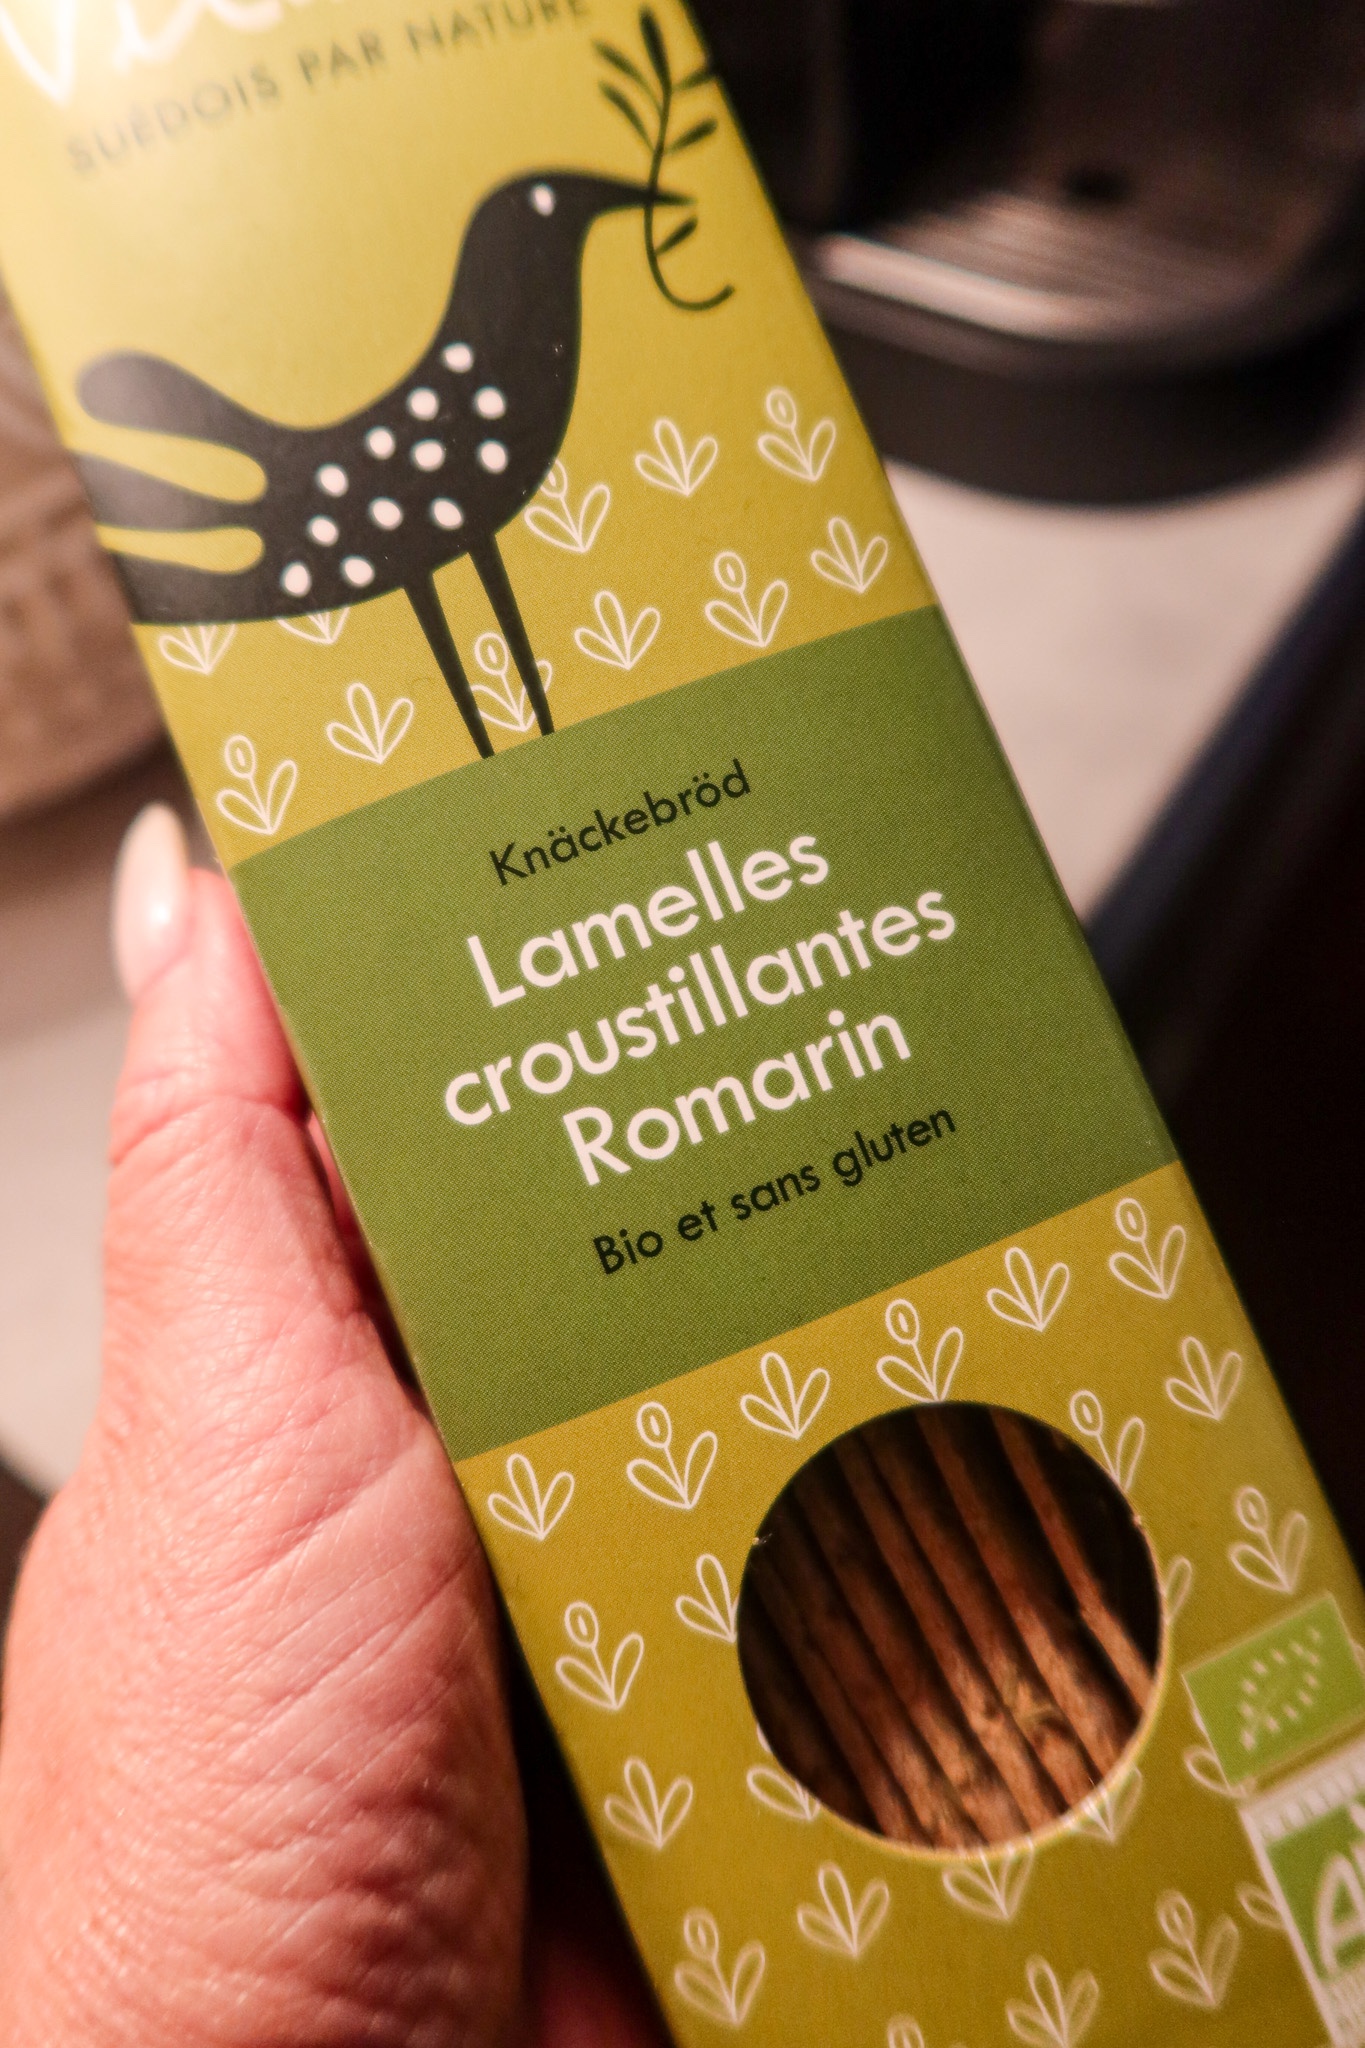 SUÉDOIS PAR NATURE
Knäckebröd
Lamelles
croustillantes
Romarin
Bio et sans gluten